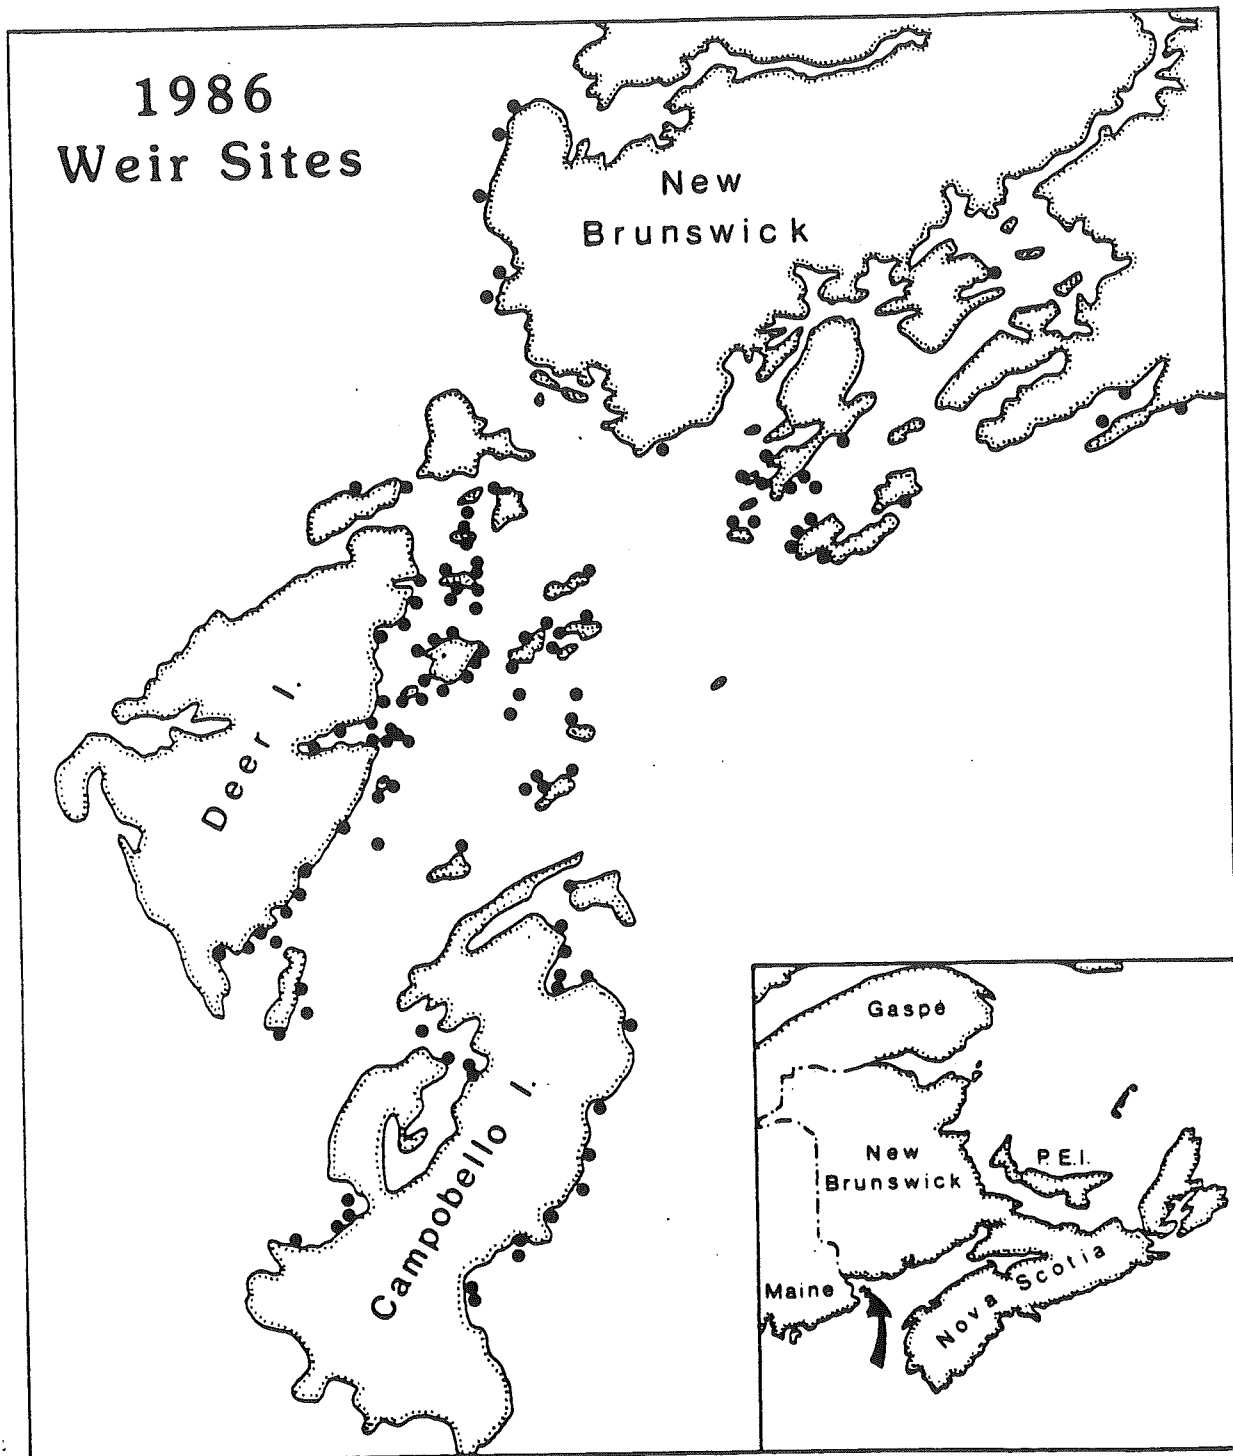 1986
Weir Sites
New
Brunswick
Deer I.
Campobello I.
Gaspé
New
Brunswick
P.E.I.
Maine
Nova Scotia